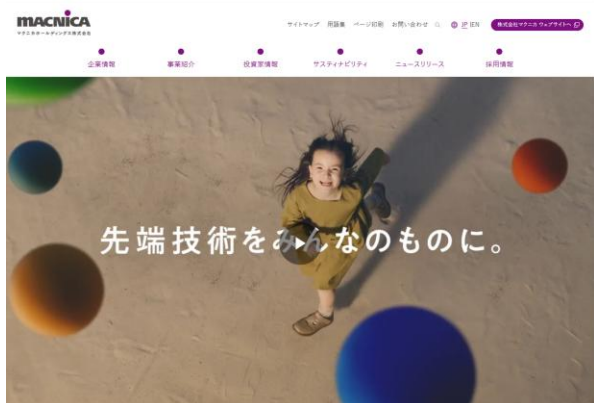 MACNICA
マクニカホールディングス株式会社
サイトマップ 用語集 ページ印刷 お問い合わせ JP|EN 株式会社マクニカ ウェブサイトへ
企業情報 事業紹介 投資家情報 サスティナビリティ ニュースリリース 採用情報
先端技術をみんなのものに。